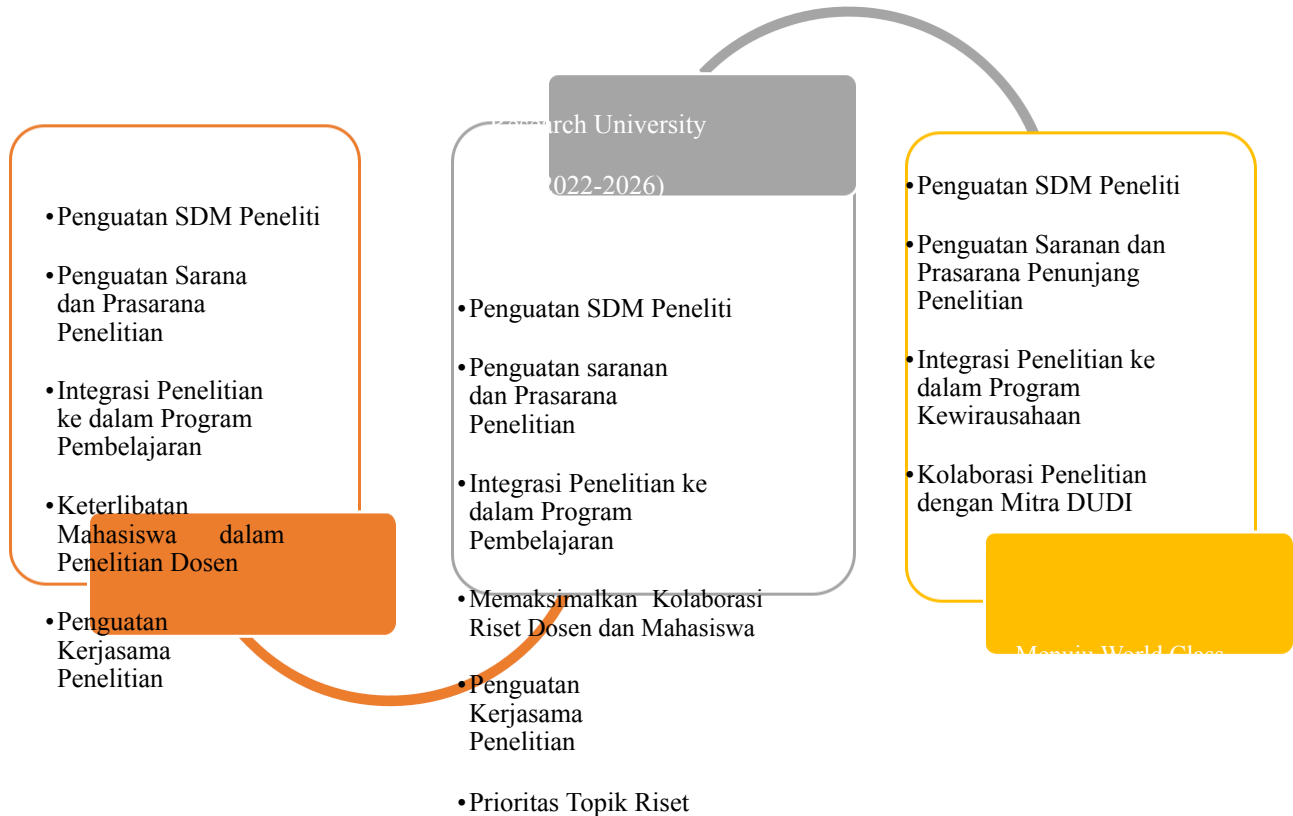 •Penguatan SDM Peneliti
•Penguatan Sarana
dan Prasarana
Penelitian
•Integrasi Penelitian
ke dalam Program
Pembelajaran
•Keterlibatan
Mahasiswa dalam
Penelitian Dosen
•Penguatan
Kerjasama
Penelitian
Research University
2022-2026)
•Penguatan SDM Peneliti
•Penguatan saranan
dan Prasarana
Penelitian
•Integrasi Penelitian ke
dalam Program
Pembelajaran
•Memaksimalkan Kolaborasi
Riset Dosen dan Mahasiswa
•Penguatan
Kerjasama
Penelitian
•Prioritas Topik Riset
•Penguatan SDM Peneliti
•Penguatan Saranan dan
Prasarana Penunjang
Penelitian
•Integrasi Penelitian ke
dalam Program
Kewirausahaan
•Kolaborasi Penelitian
dengan Mitra DUDI
Menuju World Class